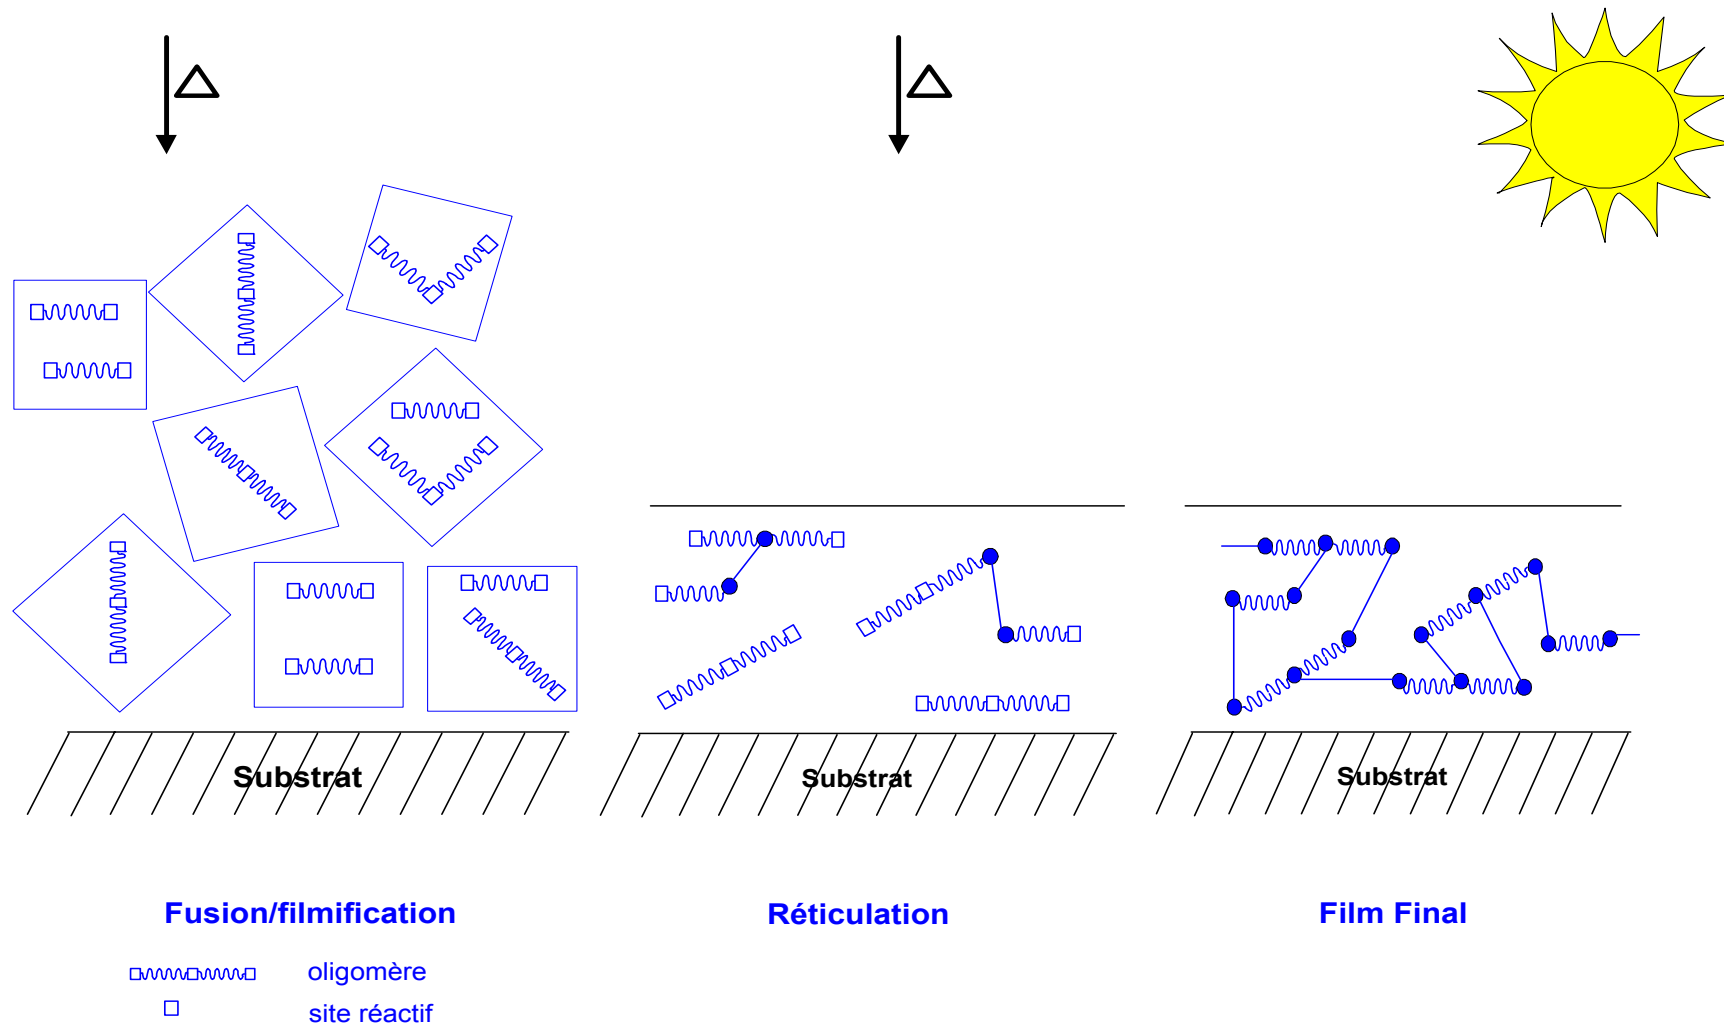 Substrat
Substrat
Substrat
Fusion/filmification
Réticulation
Film Final
oligomère
site réactif